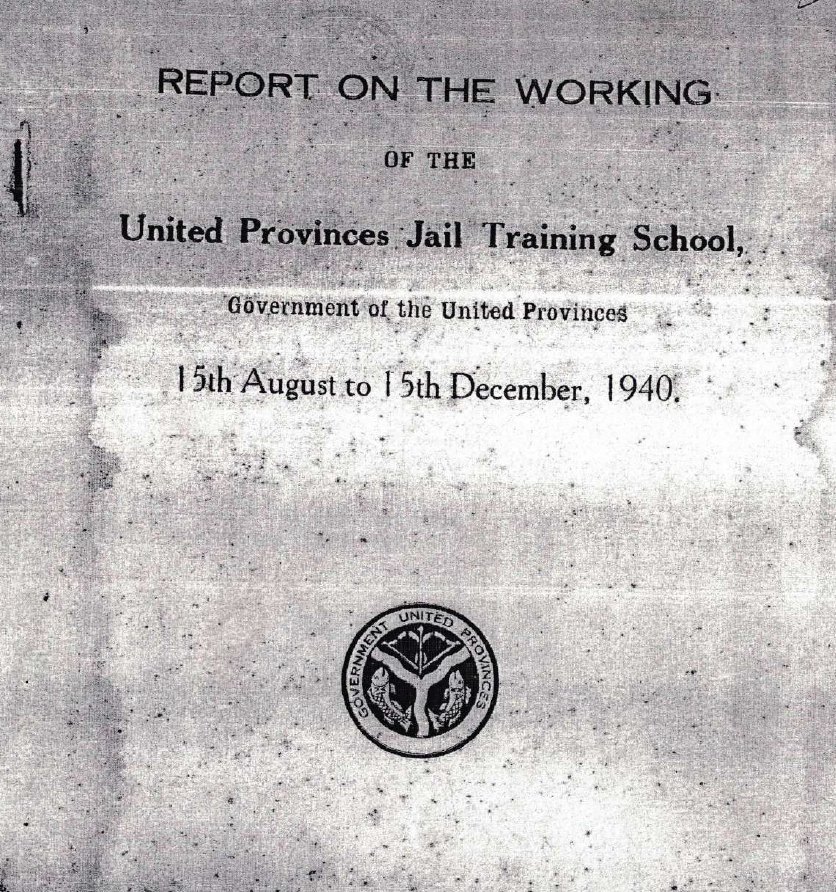 REPORT ON THE WORKING
OF THE
United Provinces Jail Training School,
Government of the United Provinces
15th August to 15th December, 1940.
GOVERNMENT UNITED PROVINCES